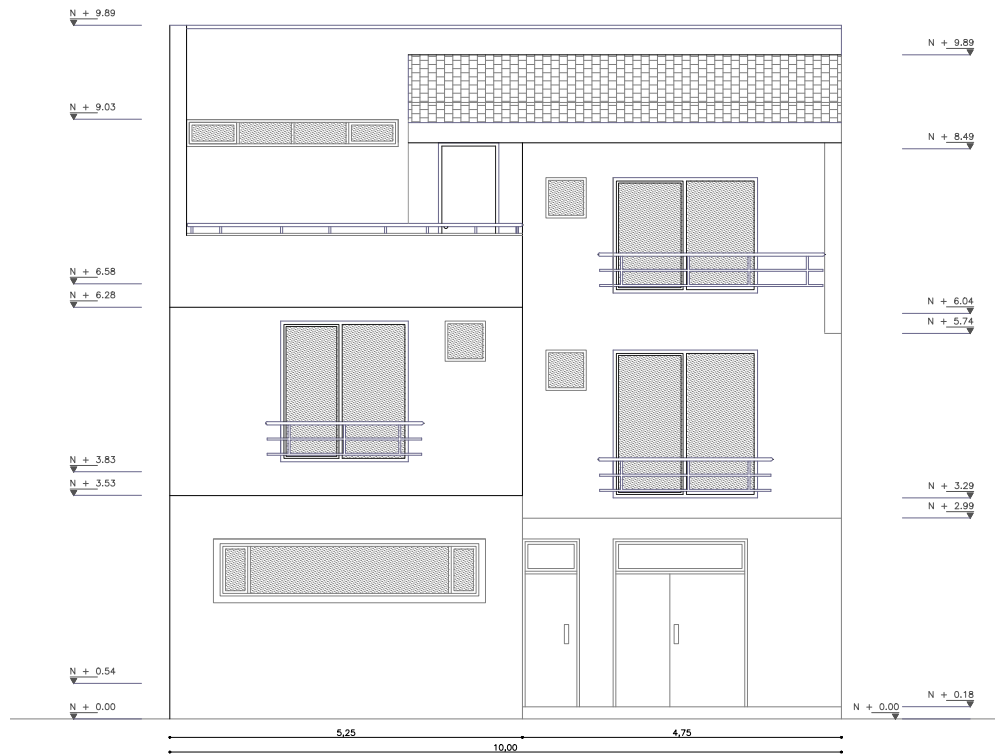 N + 9.89
N + 9.89
N + 9.03
N + 8.49
N + 6.58
N + 6.28
N + 6.04
N + 5.74
N + 3.83
N + 3.53
N + 3.29
N + 2.99
N + 0.54
N + 0.18
N + 0.00
N + 0.00
5,25
4,75
10,00